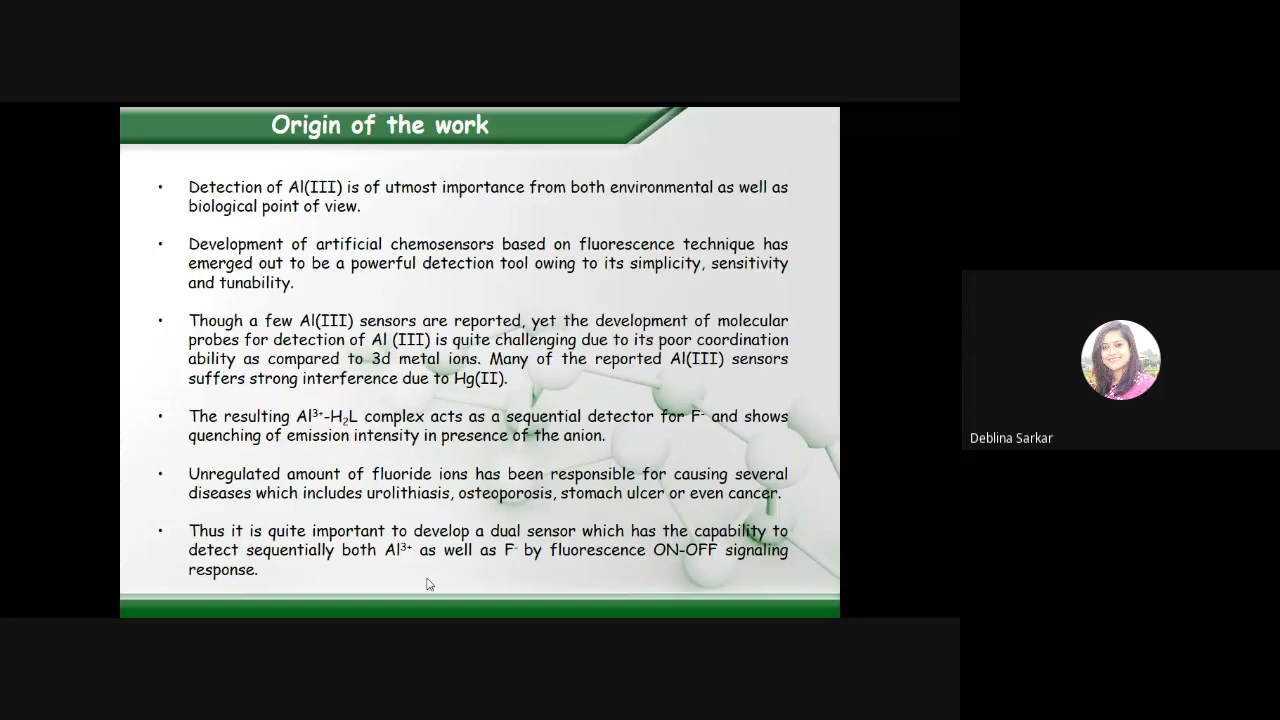 Origin of the work
• Detection of Al(III) is of utmost importance from both environmental as well as
biological point of view.
• Development of artificial chemosensors based on fluorescence technique has
emerged out to be a powerful detection tool owing to its simplicity, sensitivity
and tunability.
• Though a few Al(III) sensors are reported, yet the development of molecular
probes for detection of Al (III) is quite challenging due to its poor coordination
ability as compared to 3d metal ions. Many of the reported Al(III) sensors
suffers strong interference due to Hg(II).
• The resulting Al³⁺-H₂L complex acts as a sequential detector for F⁻ and shows
quenching of emission intensity in presence of the anion.
• Unregulated amount of fluoride ions has been responsible for causing several
diseases which includes urolithiasis, osteoporosis, stomach ulcer or even cancer.
• Thus it is quite important to develop a dual sensor which has the capability to
detect sequentially both Al³⁺ as well as F⁻ by fluorescence ON-OFF signaling
response.
Deblina Sarkar